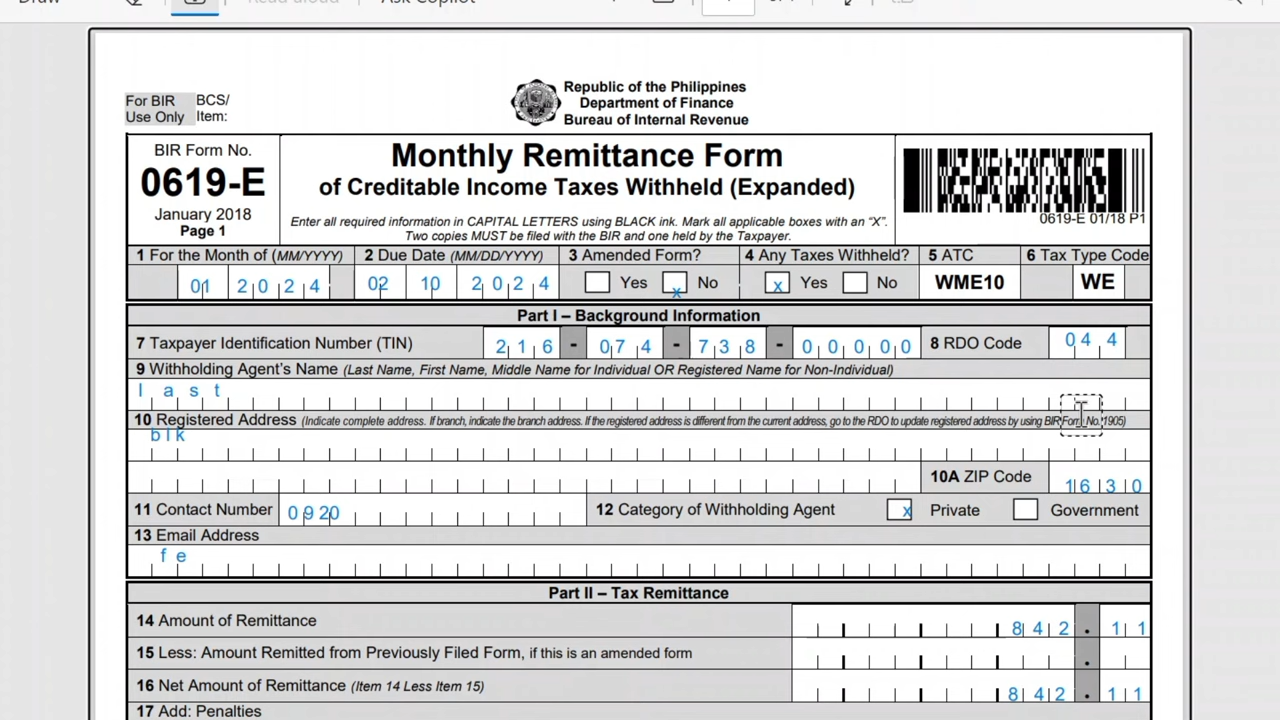 Draw
Read aloud
Ask Copilot
For BIR Use Only
BCS/ Item:
Republic of the Philippines
Department of Finance
Bureau of Internal Revenue
BIR Form No.
0619-E
January 2018
Page 1
Monthly Remittance Form
of Creditable Income Taxes Withheld (Expanded)
Enter all required information in CAPITAL LETTERS using BLACK ink. Mark all applicable boxes with an “X”.
Two copies MUST be filed with the BIR and one held by the Taxpayer.
0619-E 01/18 P1
1 For the Month of (MM/YYYY) 2 Due Date (MM/DD/YYYY) 3 Amended Form? 4 Any Taxes Withheld? 5 ATC 6 Tax Type Code
01 2024 02 10 2024 Yes x No x Yes No WME10 WE
Part I – Background Information
7 Taxpayer Identification Number (TIN) 216 - 074 - 738 - 00000 8 RDO Code 044
9 Withholding Agent’s Name (Last Name, First Name, Middle Name for Individual OR Registered Name for Non-Individual)
last
10 Registered Address (Indicate complete address. If branch, indicate the branch address. If the registered address is different from the current address, go to the RDO to update registered address by using BIR Form No. 1905)
blk
10A ZIP Code 1630
11 Contact Number 0920 12 Category of Withholding Agent x Private Government
13 Email Address
fe
Part II – Tax Remittance
14 Amount of Remittance 842.11
15 Less: Amount Remitted from Previously Filed Form, if this is an amended form .
16 Net Amount of Remittance (Item 14 Less Item 15) 842.11
17 Add: Penalties